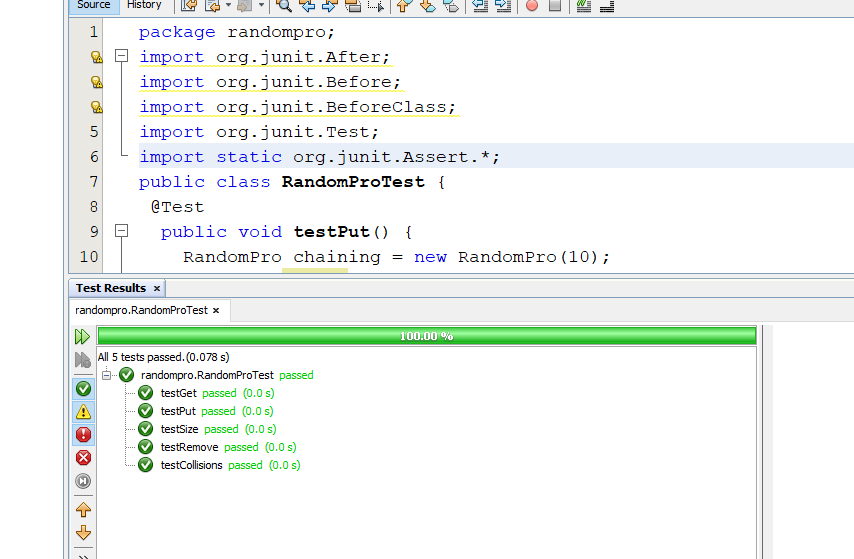 Source History
1 package randompro;
import org.junit.After;
import org.junit.Before;
import org.junit.BeforeClass;
5 import org.junit.Test;
6 import static org.junit.Assert.*;
7 public class RandomProTest {
8 @Test
9 public void testPut() {
10 RandomPro chaining = new RandomPro(10);
Test Results ×
randompro.RandomProTest ×
100.00 %
All 5 tests passed.(0.078 s)
randompro.RandomProTest passed
testGet passed (0.0 s)
testPut passed (0.0 s)
testSize passed (0.0 s)
testRemove passed (0.0 s)
testCollisions passed (0.0 s)